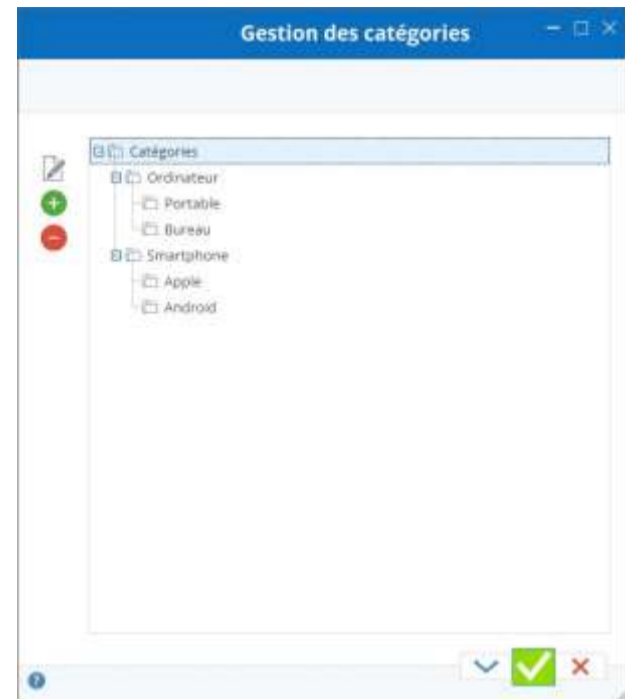 Gestion des catégories
Catégories
Ordinateur
Portable
Bureau
Smartphone
Apple
Android